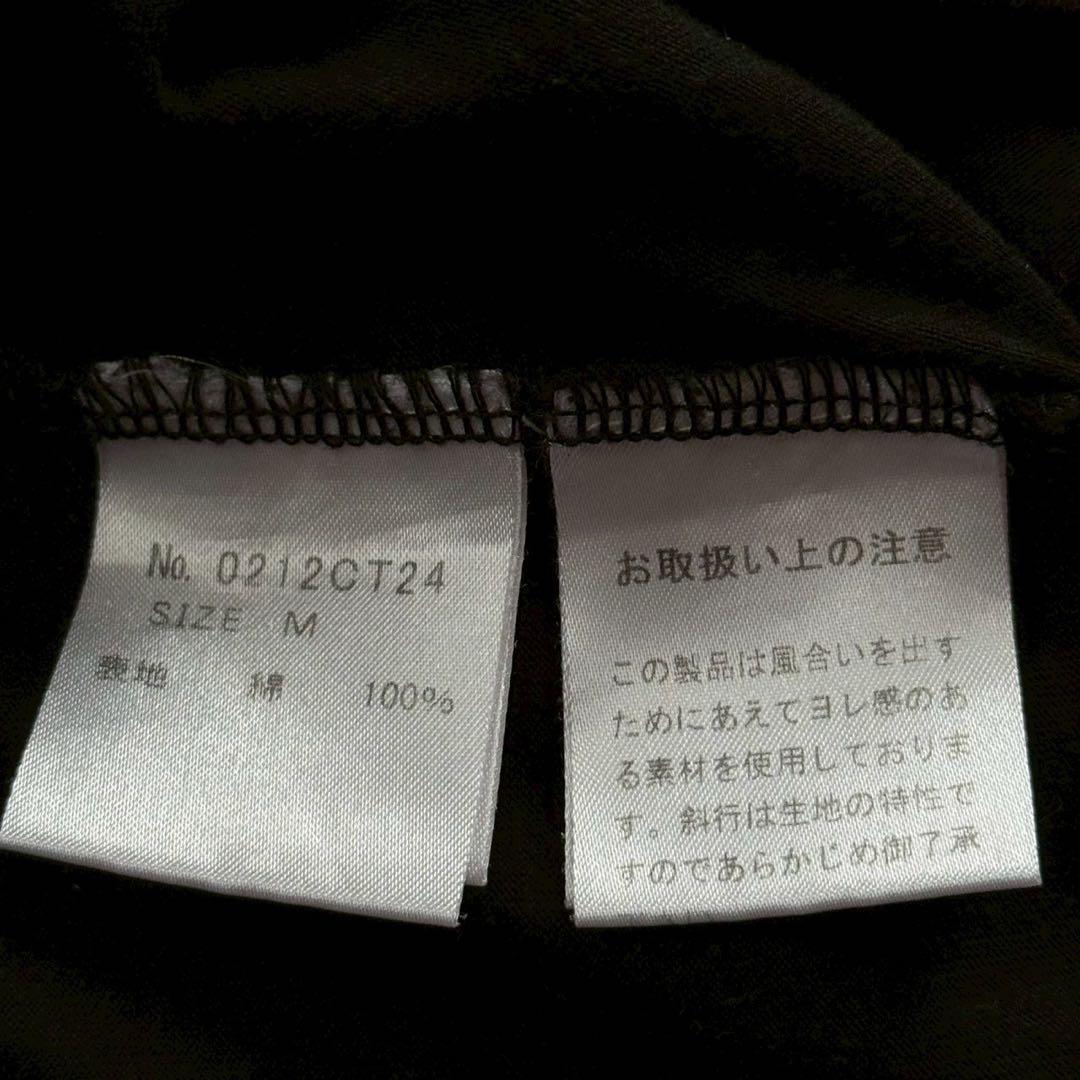 No. 0212CT24
SIZE M
表地 綿 100%
お取扱い上の注意
この製品は風合いを出す
ためにあえてヨレ感のあ
る素材を使用しておりま
す。斜行は生地の特性で
すのであらかじめ御了承